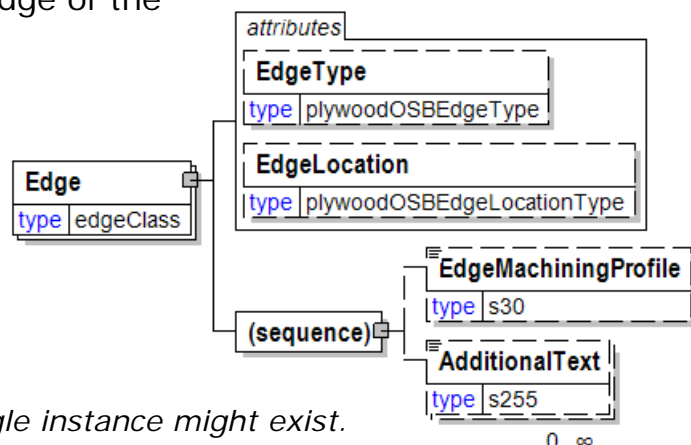 dge of the
attributes
EdgeType
type plywoodOSBEdgeType
EdgeLocation
type plywoodOSBEdgeLocationType
Edge
type edgeClass
EdgeMachiningProfile
type s30
(sequence)
AdditionalText
type s255
gle instance might exist.
0 ∞